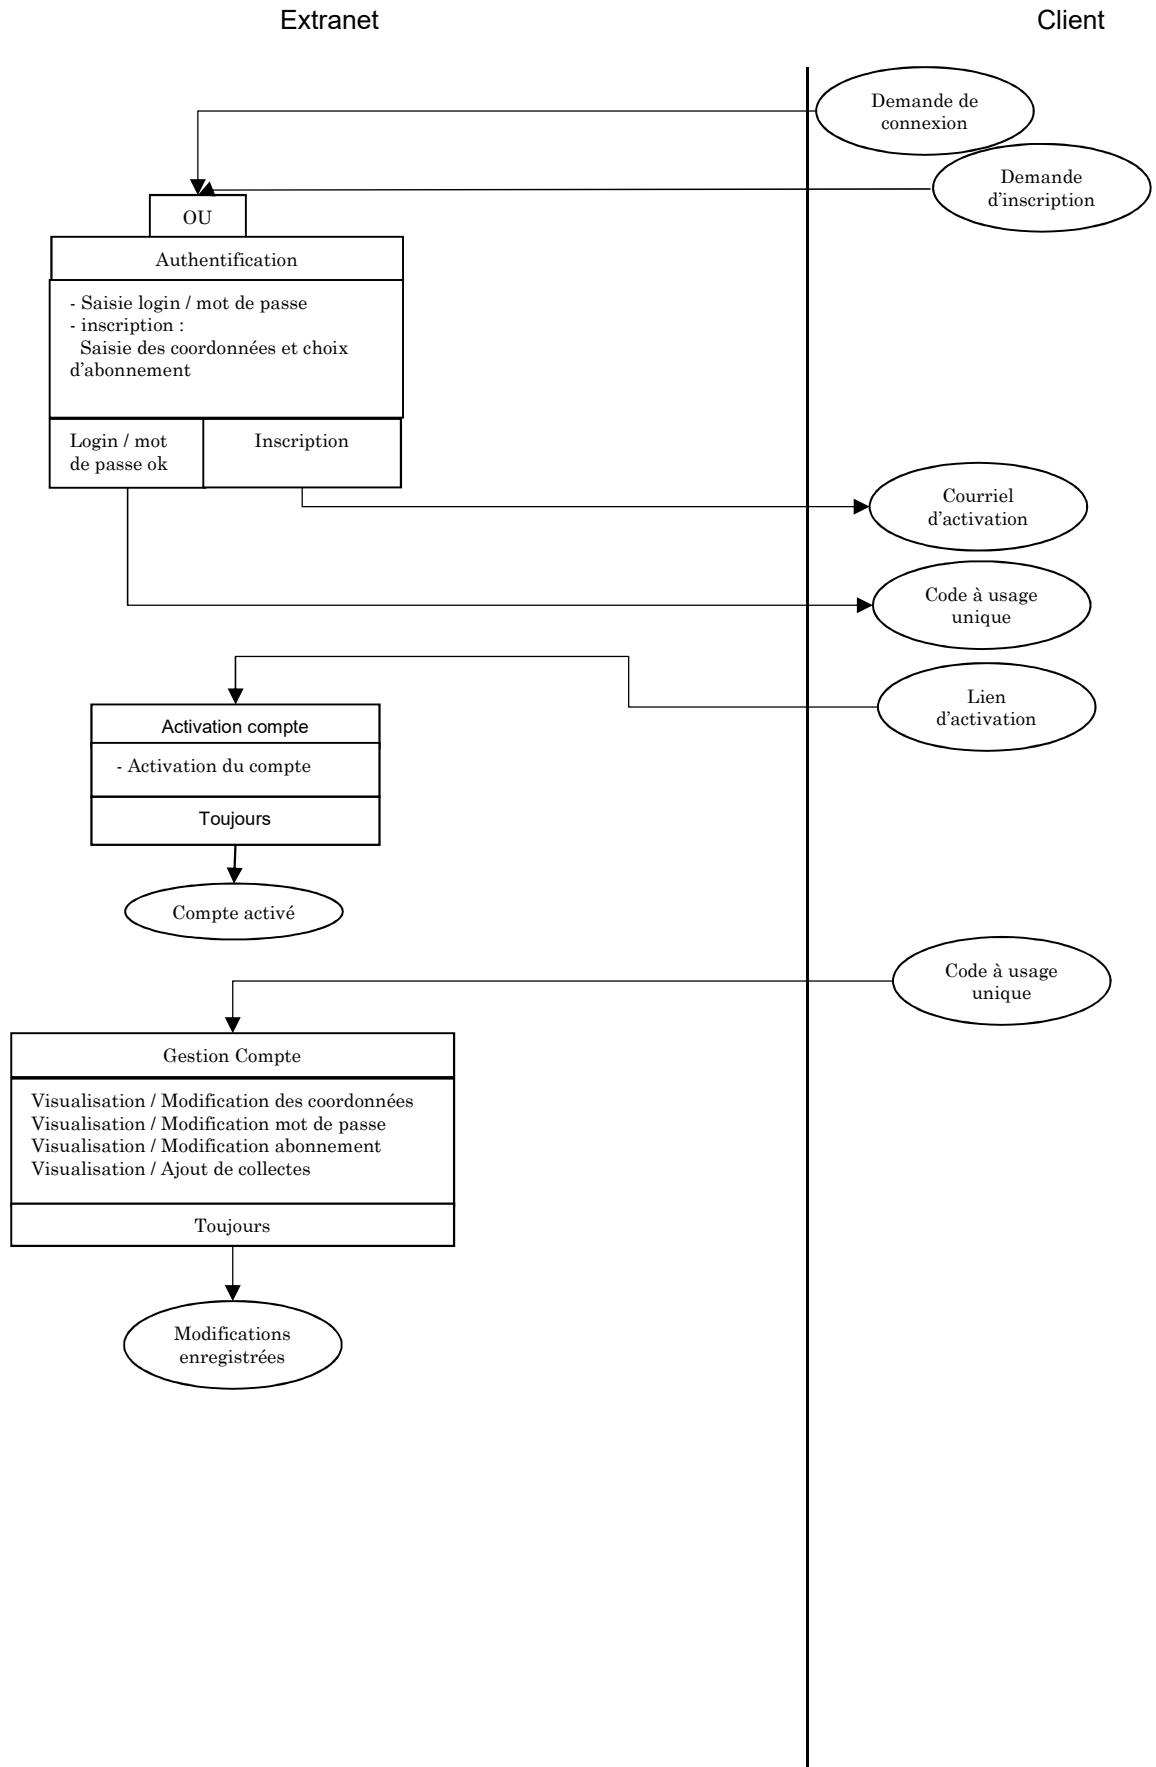 Extranet
Client
Demande de
connexion
Demande
d'inscription
OU
Authentification
- Saisie login / mot de passe
- inscription :
Saisie des coordonnées et choix
d'abonnement
Login / mot
de passe ok
Inscription
Courriel
d'activation
Code à usage
unique
Lien
d'activation
Activation compte
- Activation du compte
Toujours
Compte activé
Code à usage
unique
Gestion Compte
Visualisation / Modification des coordonnées
Visualisation / Modification mot de passe
Visualisation / Modification abonnement
Visualisation / Ajout de collectes
Toujours
Modifications
enregistrées